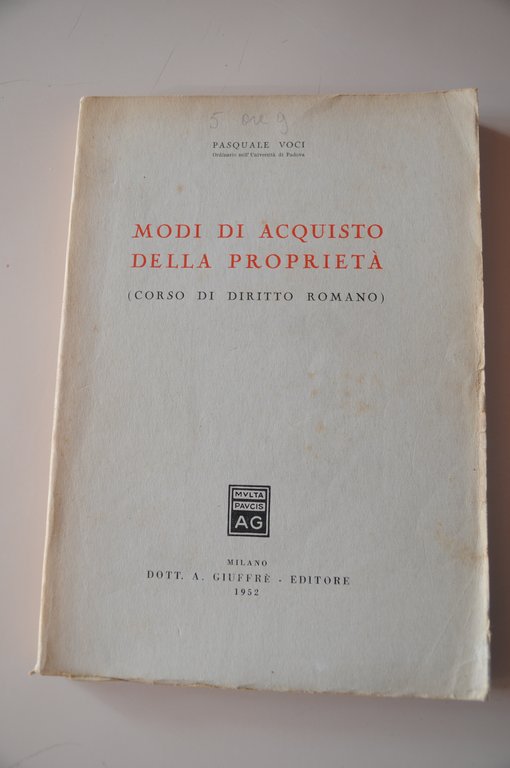 PASQUALE VOCI
Ordinario nell'Università di Padova
MODI DI ACQUISTO
DELLA PROPRIETÀ
(CORSO DI DIRITTO ROMANO)
MVLTA
PAVCIS
AG
MILANO
DOTT. A. GIUFFRÈ - EDITORE
1952